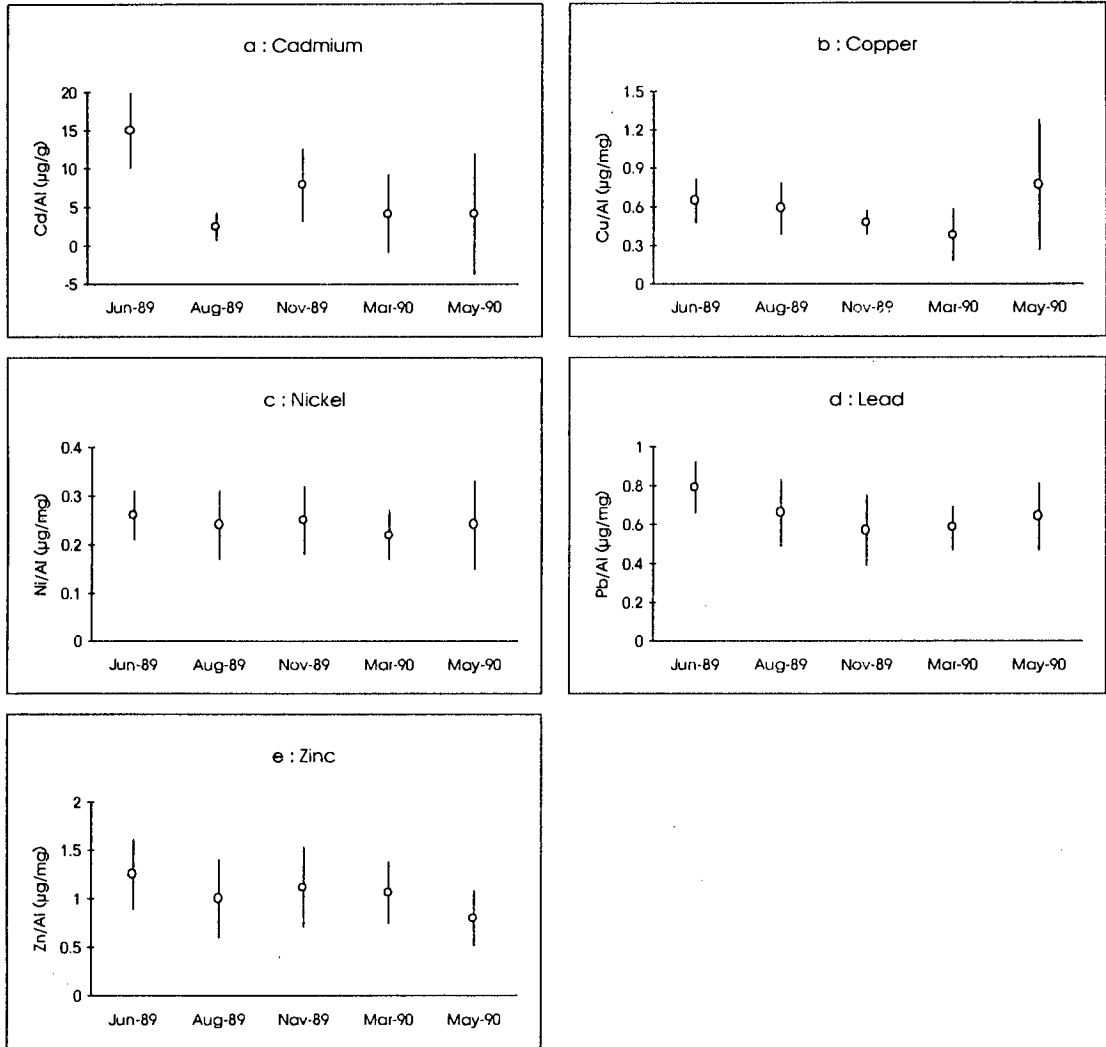 a : Cadmium
Cd/Al (µg/g)
20
15
10
5
0
-5
Jun-89 Aug-89 Nov-89 Mar-90 May-90
b : Copper
Cu/Al (µg/mg)
1.5
1.2
0.9
0.6
0.3
0
Jun-89 Aug-89 Nov-89 Mar-90 May-90
c : Nickel
Ni/Al (µg/mg)
0.4
0.3
0.2
0.1
0
Jun-89 Aug-89 Nov-89 Mar-90 May-90
d : Lead
Pb/Al (µg/mg)
1
0.8
0.6
0.4
0.2
0
Jun-89 Aug-89 Nov-89 Mar-90 May-90
e : Zinc
Zn/Al (µg/mg)
2
1.5
1
0.5
0
Jun-89 Aug-89 Nav-89 Mar-90 May-90